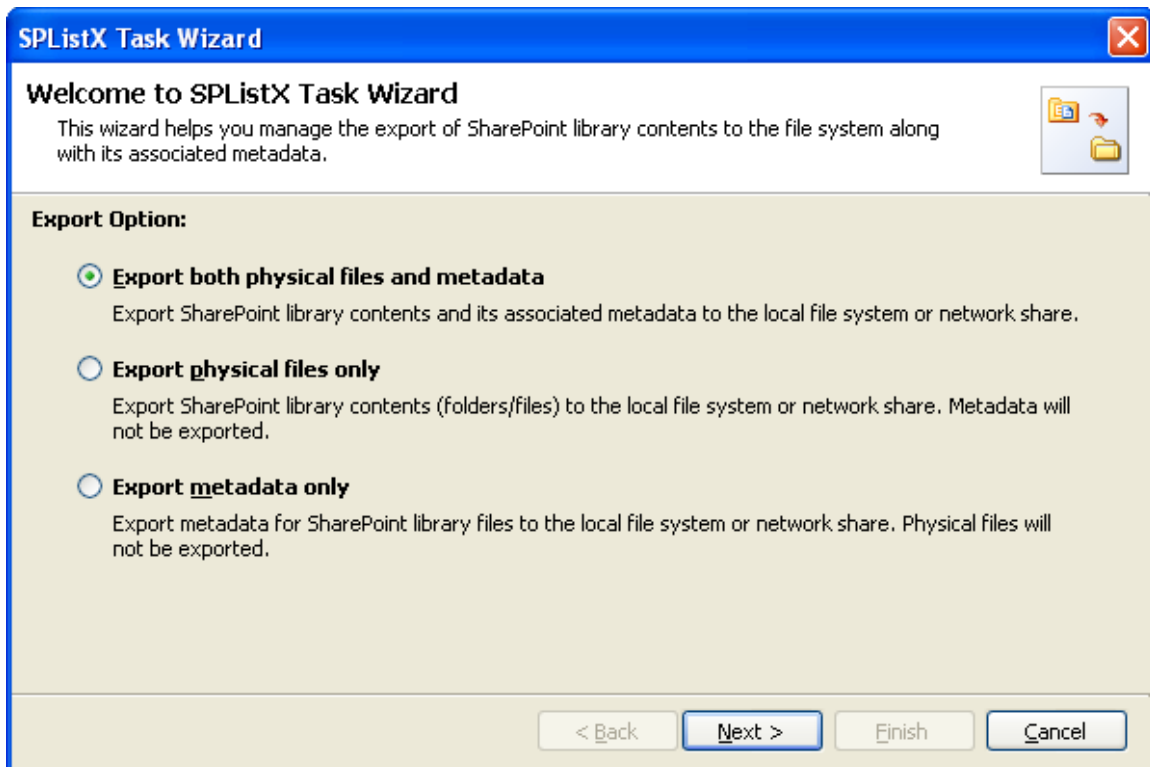 SPListX Task Wizard
Welcome to SPListX Task Wizard
This wizard helps you manage the export of SharePoint library contents to the file system along
with its associated metadata.
Export Option:
Export both physical files and metadata
Export SharePoint library contents and its associated metadata to the local file system or network share.
Export physical files only
Export SharePoint library contents (folders/files) to the local file system or network share. Metadata will
not be exported.
Export metadata only
Export metadata for SharePoint library files to the local file system or network share. Physical files will
not be exported.
< Back Next > Finish Cancel